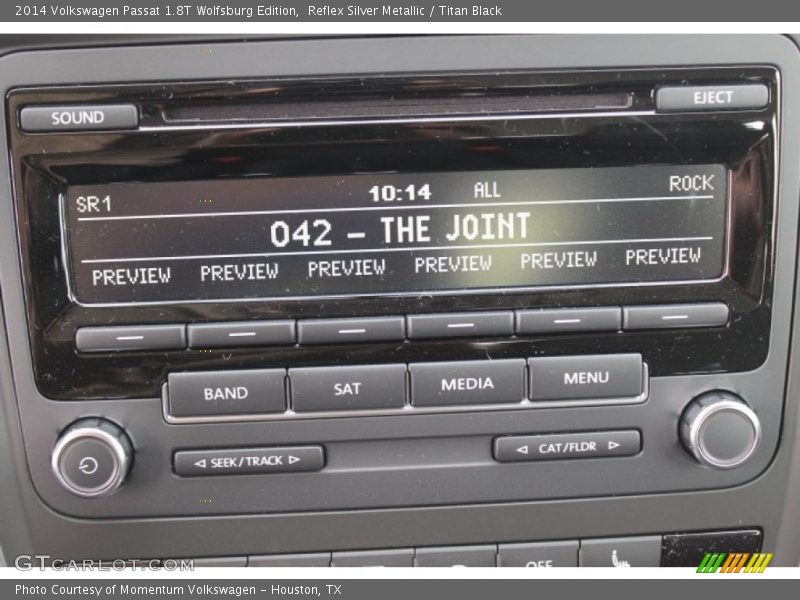 2014 Volkswagen Passat 1.8T Wolfsburg Edition, Reflex Silver Metallic / Titan Black
SOUND EJECT
SR1 10:14 ALL ROCK
042 - THE JOINT
PREVIEW PREVIEW PREVIEW PREVIEW PREVIEW PREVIEW
BAND SAT MEDIA MENU
SEEK/TRACK CAT/FLDR
OFF
GTCARLOT.COM
Photo Courtesy of Momentum Volkswagen - Houston, TX